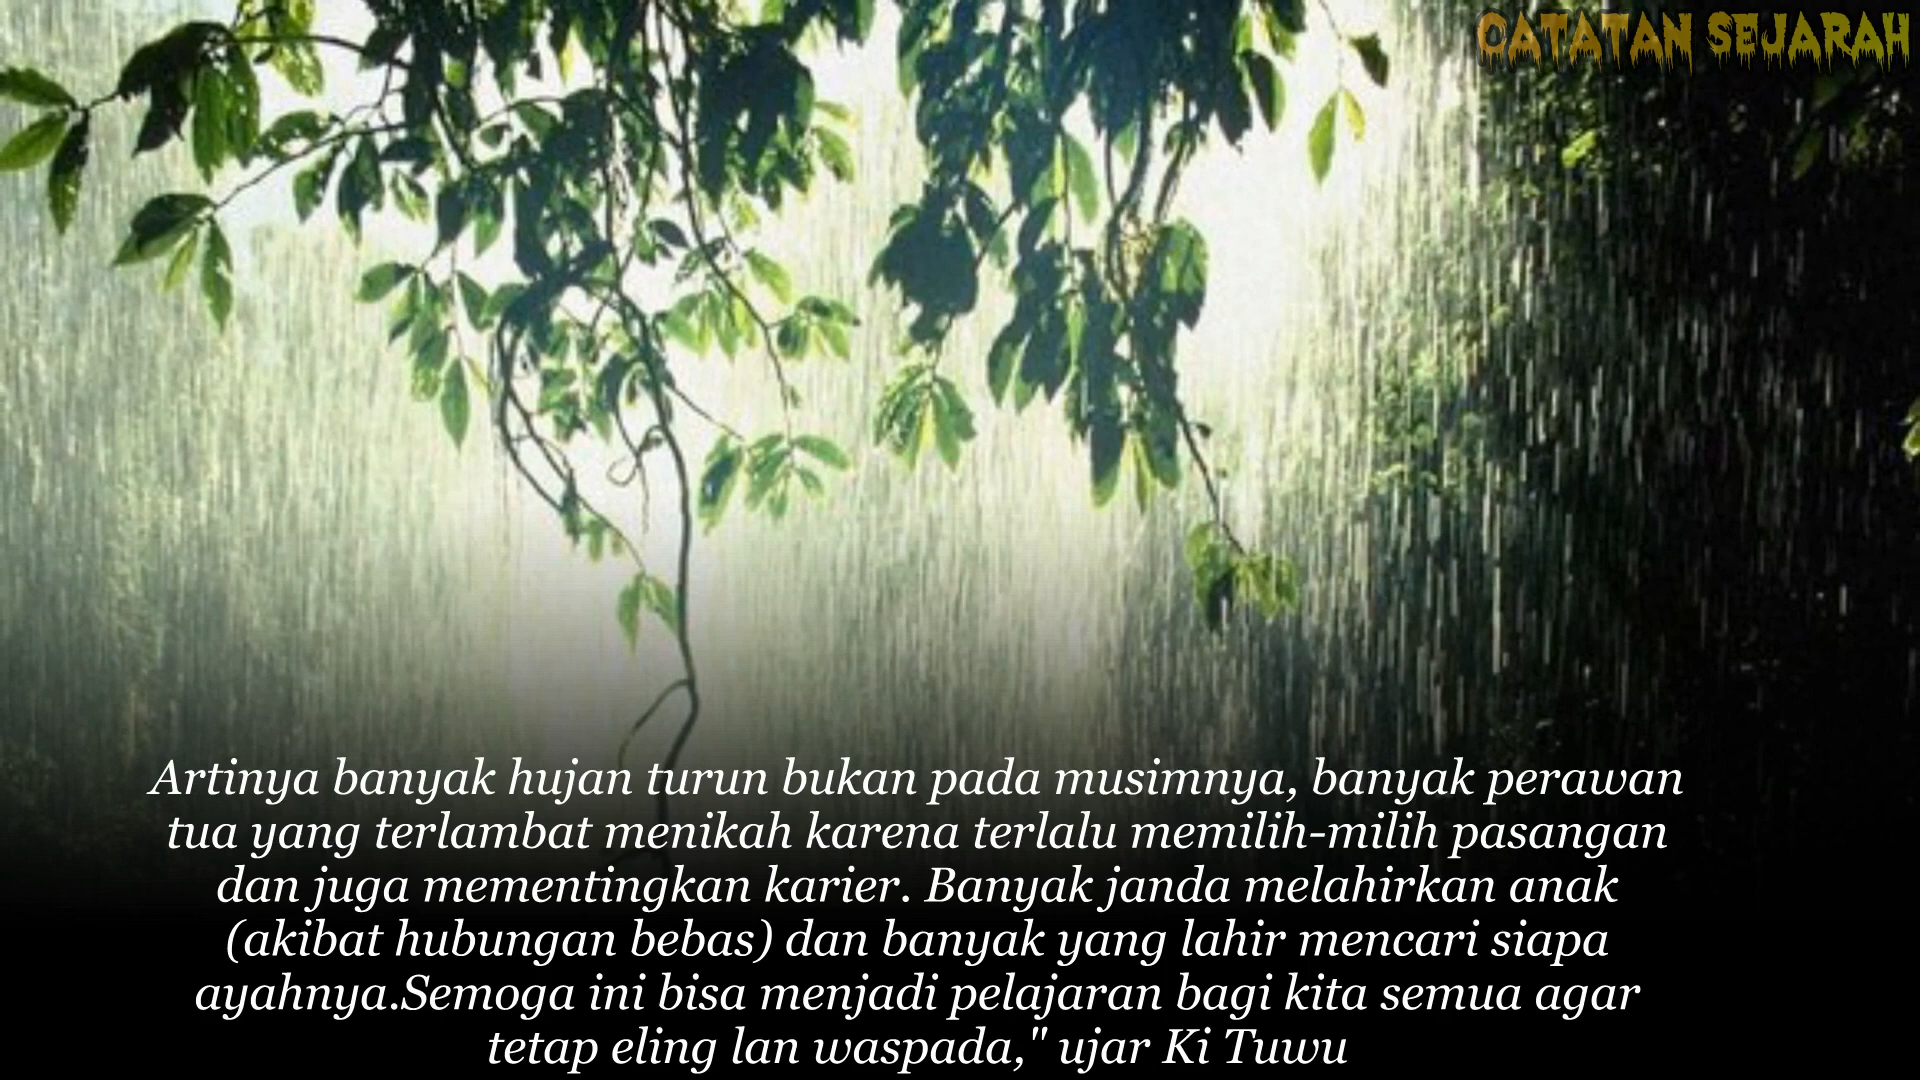 CATATAN SEJARAH
Artinya banyak hujan turun bukan pada musimnya, banyak perawan
tua yang terlambat menikah karena terlalu memilih-milih pasangan
dan juga mementingkan karier. Banyak janda melahirkan anak
(akibat hubungan bebas) dan banyak yang lahir mencari siapa
ayahnya.Semoga ini bisa menjadi pelajaran bagi kita semua agar
tetap eling lan waspada," ujar Ki Tuwu